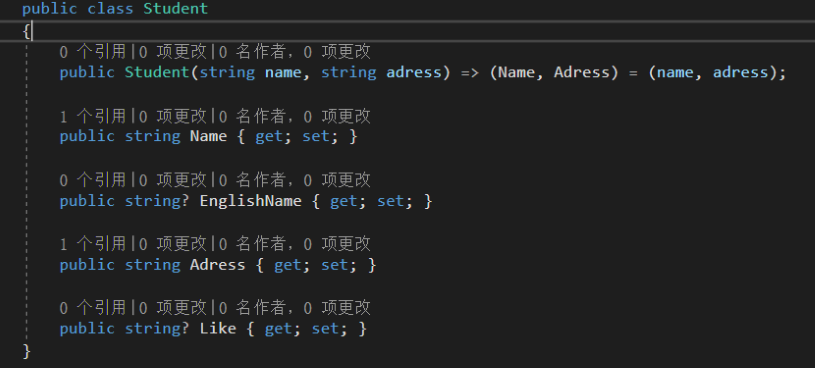 public class Student
{
0 个引用|0 项更改|0 名作者，0 项更改
public Student(string name, string adress) => (Name, Adress) = (name, adress);
1 个引用|0 项更改|0 名作者，0 项更改
public string Name { get; set; }
0 个引用|0 项更改|0 名作者，0 项更改
public string? EnglishName { get; set; }
1 个引用|0 项更改|0 名作者，0 项更改
public string Adress { get; set; }
0 个引用|0 项更改|0 名作者，0 项更改
public string? Like { get; set; }
}